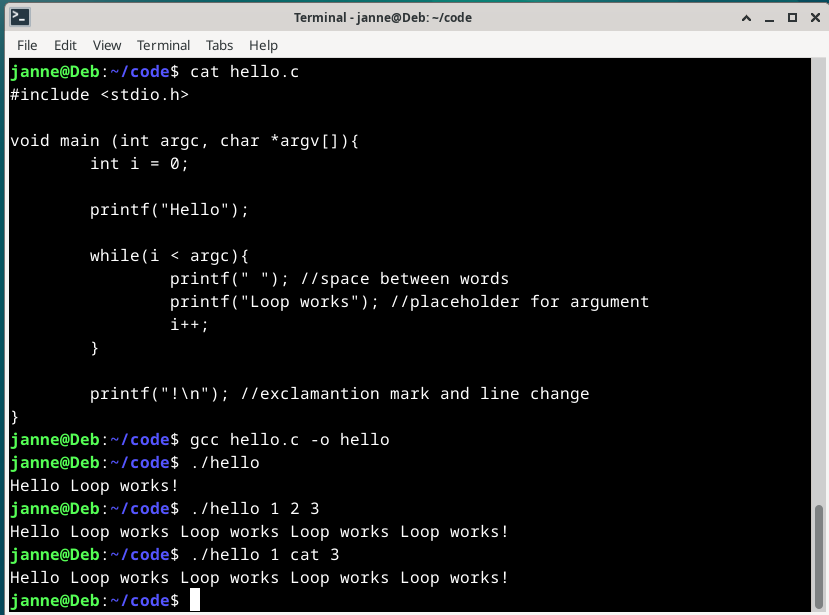 Terminal - janne@Deb: ~/code
File Edit View Terminal Tabs Help
janne@Deb:~/code$ cat hello.c
#include <stdio.h>

void main (int argc, char *argv[]){
        int i = 0;

        printf("Hello");

        while(i < argc){
                printf(" "); //space between words
                printf("Loop works"); //placeholder for argument
                i++;
        }

        printf("!\n"); //exclamantion mark and line change
}
janne@Deb:~/code$ gcc hello.c -o hello
janne@Deb:~/code$ ./hello
Hello Loop works!
janne@Deb:~/code$ ./hello 1 2 3
Hello Loop works Loop works Loop works Loop works!
janne@Deb:~/code$ ./hello 1 cat 3
Hello Loop works Loop works Loop works Loop works!
janne@Deb:~/code$